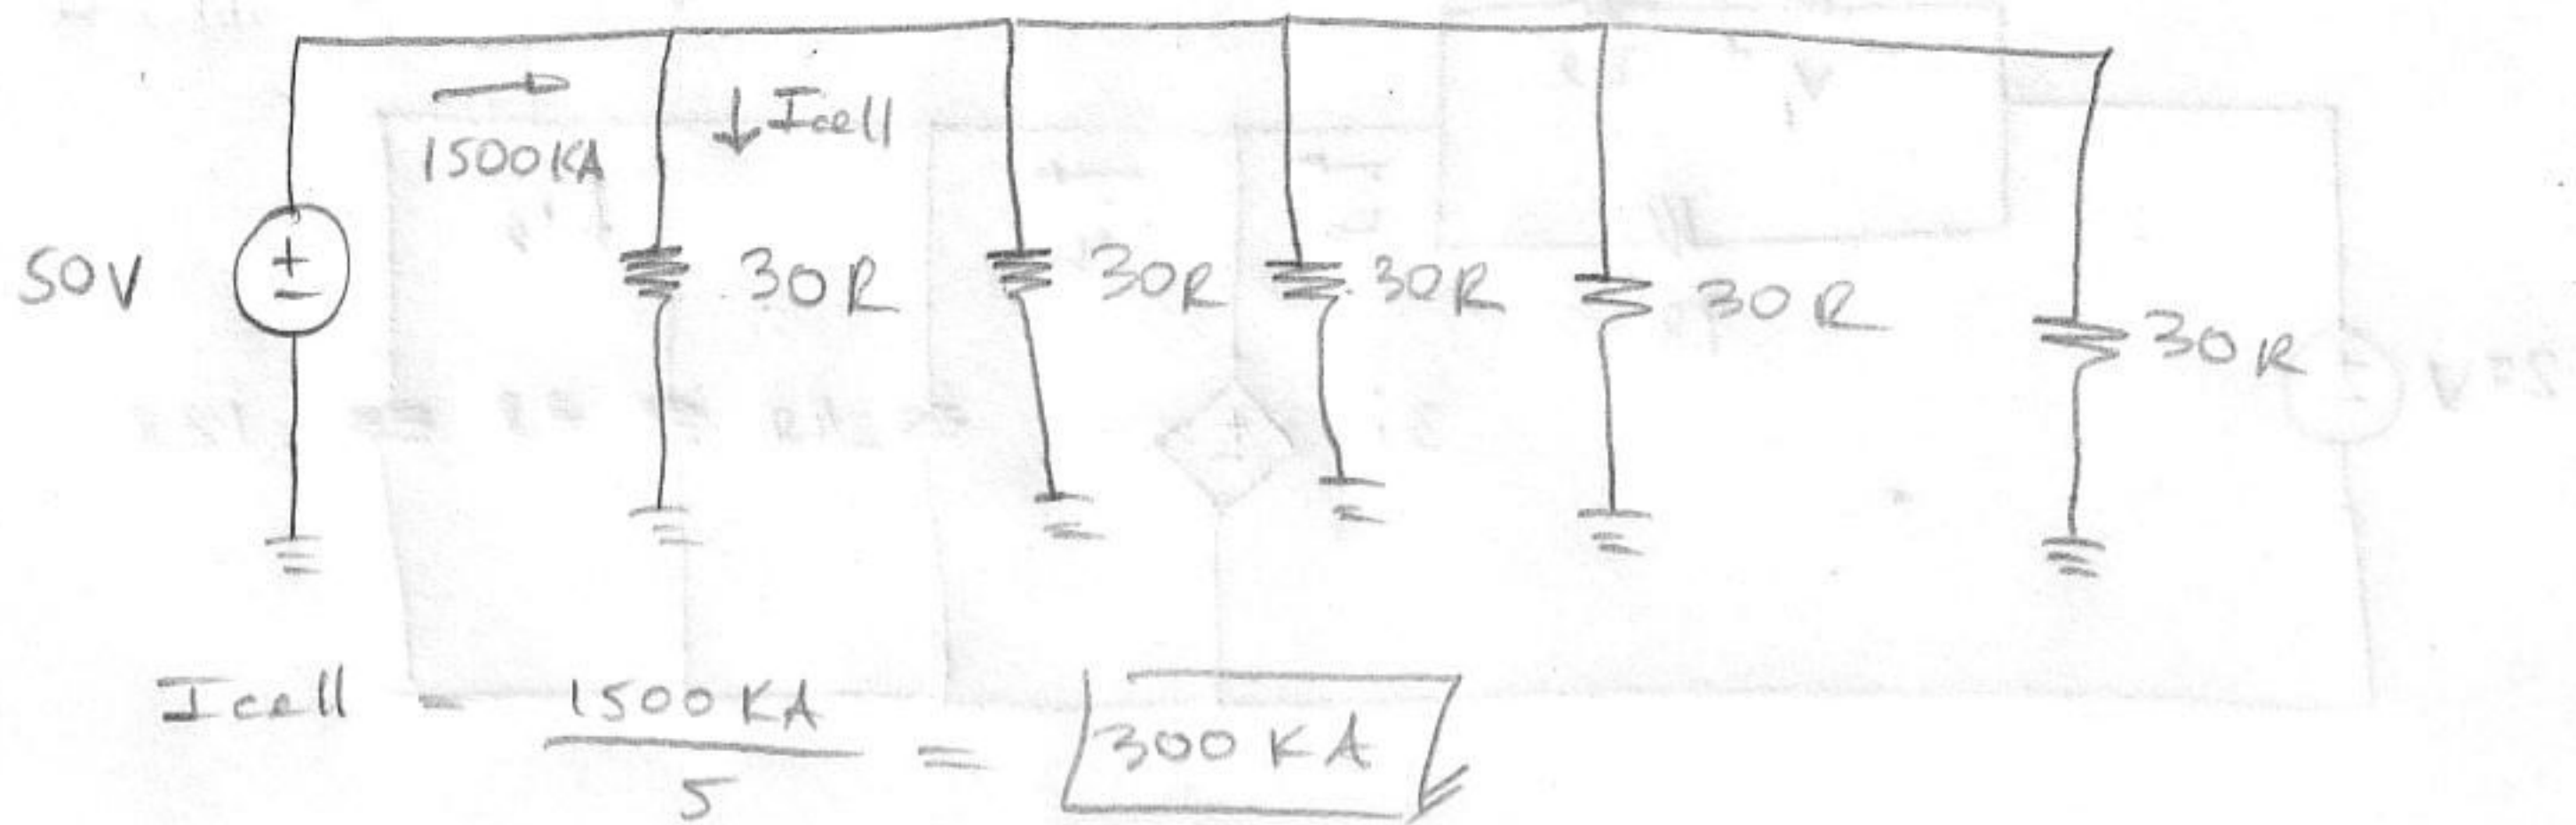 1500KA
↓ Icell
50V
+
-
30R
30R
30R
30R
30R
Icell = 1500KA / 5 = 300KA